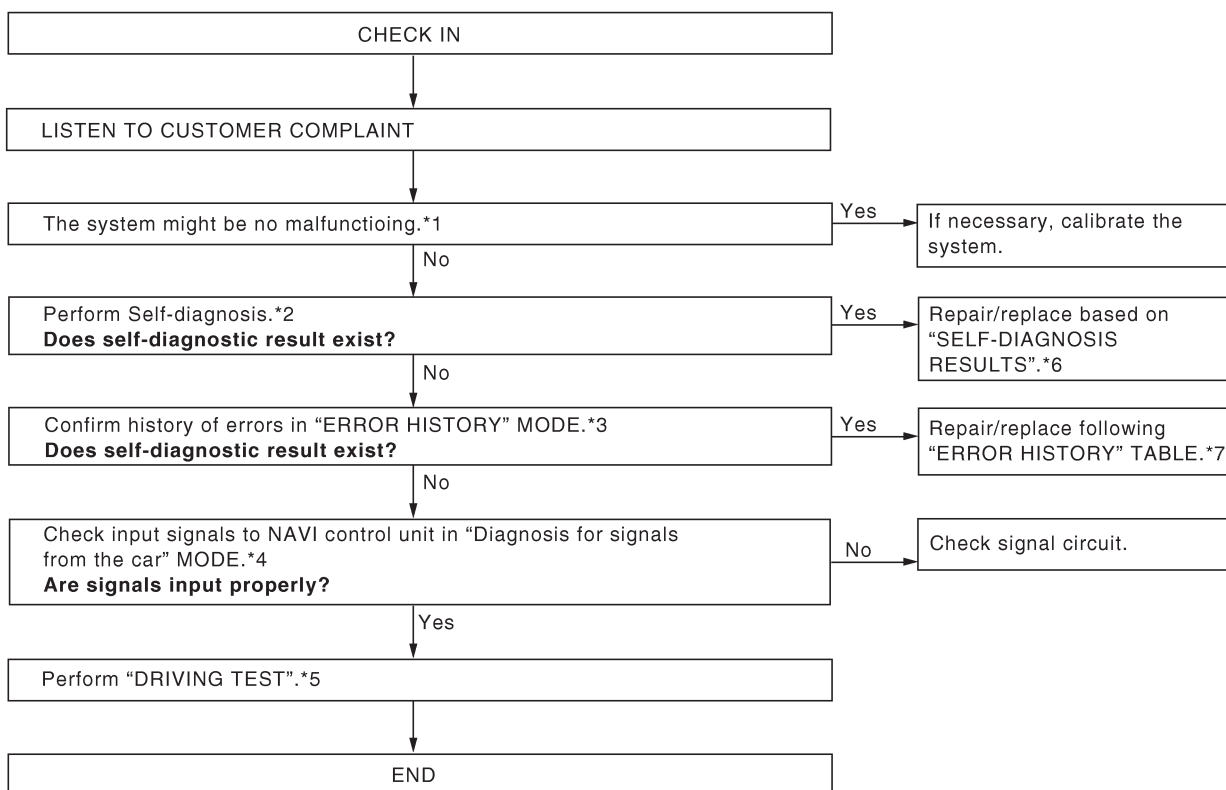 CHECK IN
LISTEN TO CUSTOMER COMPLAINT
The system might be no malfunctioing.*1
Yes
If necessary, calibrate the
system.
No
Perform Self-diagnosis.*2
Does self-diagnostic result exist?
Yes
Repair/replace based on
“SELF-DIAGNOSIS
RESULTS”.*6
No
Confirm history of errors in “ERROR HISTORY” MODE.*3
Does self-diagnostic result exist?
Yes
Repair/replace following
“ERROR HISTORY” TABLE.*7
No
Check input signals to NAVI control unit in “Diagnosis for signals
from the car” MODE.*4
Are signals input properly?
No
Check signal circuit.
Yes
Perform “DRIVING TEST”.*5
END